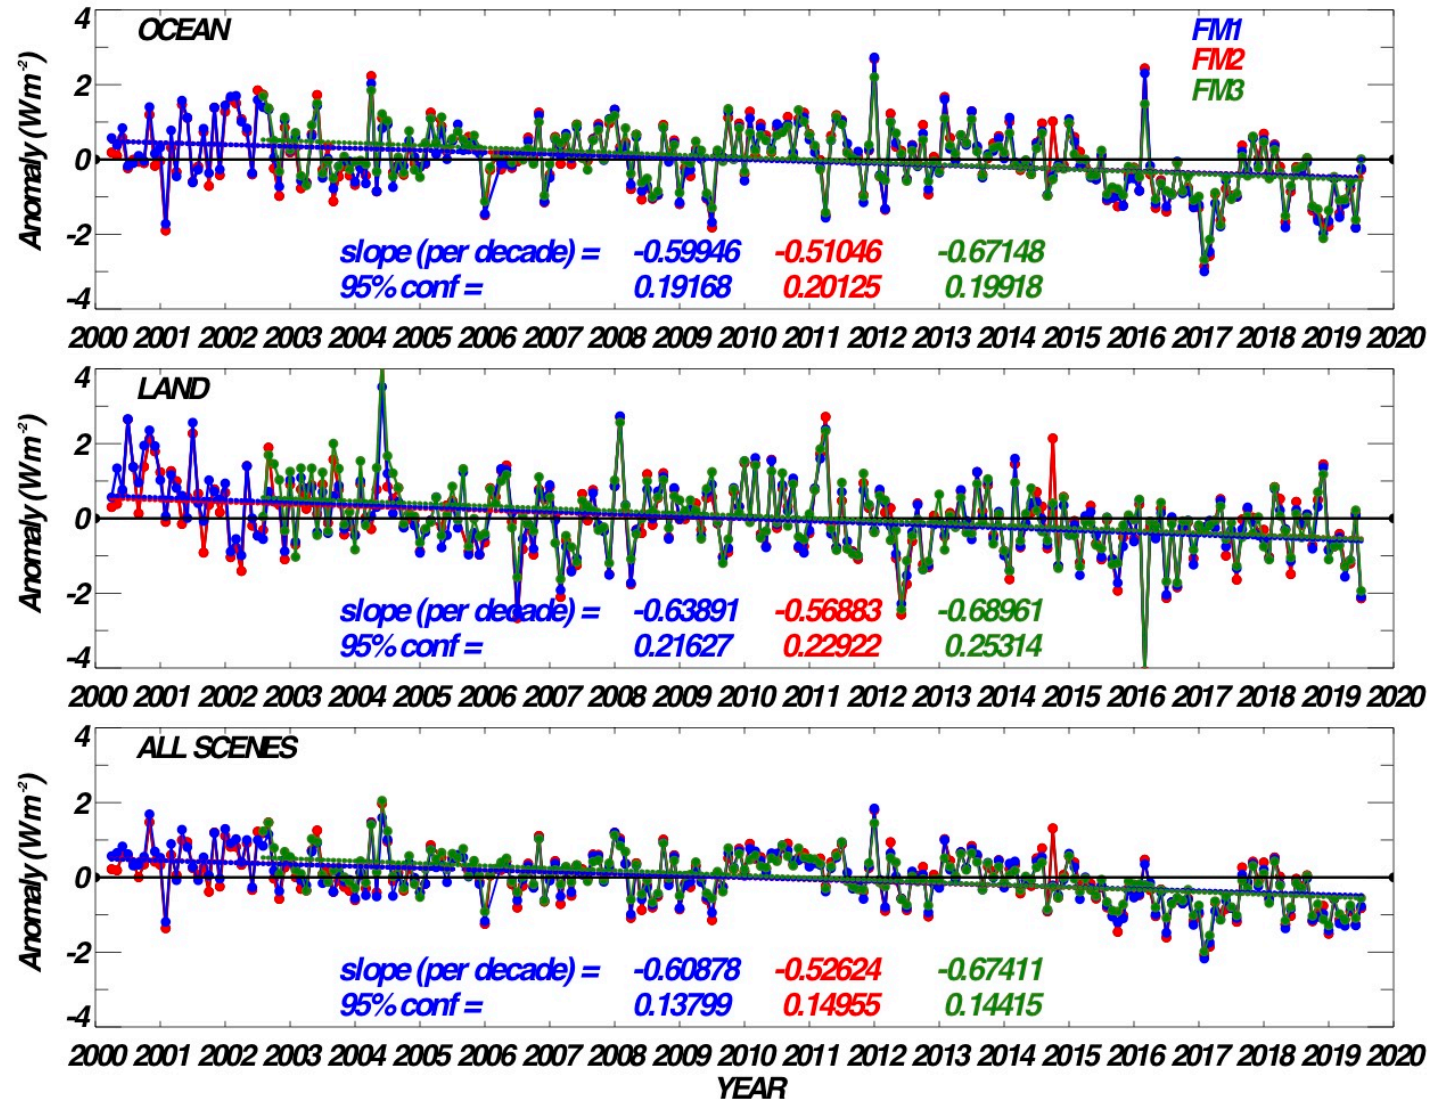 4
OCEAN
FM1
FM2
FM3
2
0
-2
-4
Anomaly (Wm-2)
slope (per decade) = -0.59946 -0.51046 -0.67148
95% conf = 0.19168 0.20125 0.19918
2000 2001 2002 2003 2004 2005 2006 2007 2008 2009 2010 2011 2012 2013 2014 2015 2016 2017 2018 2019 2020
4
LAND
2
0
-2
-4
Anomaly (Wm-2)
slope (per decade) = -0.63891 -0.56883 -0.68961
95% conf = 0.21627 0.22922 0.25314
2000 2001 2002 2003 2004 2005 2006 2007 2008 2009 2010 2011 2012 2013 2014 2015 2016 2017 2018 2019 2020
4
ALL SCENES
2
0
-2
-4
Anomaly (Wm-2)
slope (per decade) = -0.60878 -0.52624 -0.67411
95% conf = 0.13799 0.14955 0.14415
2000 2001 2002 2003 2004 2005 2006 2007 2008 2009 2010 2011 2012 2013 2014 2015 2016 2017 2018 2019 2020
YEAR